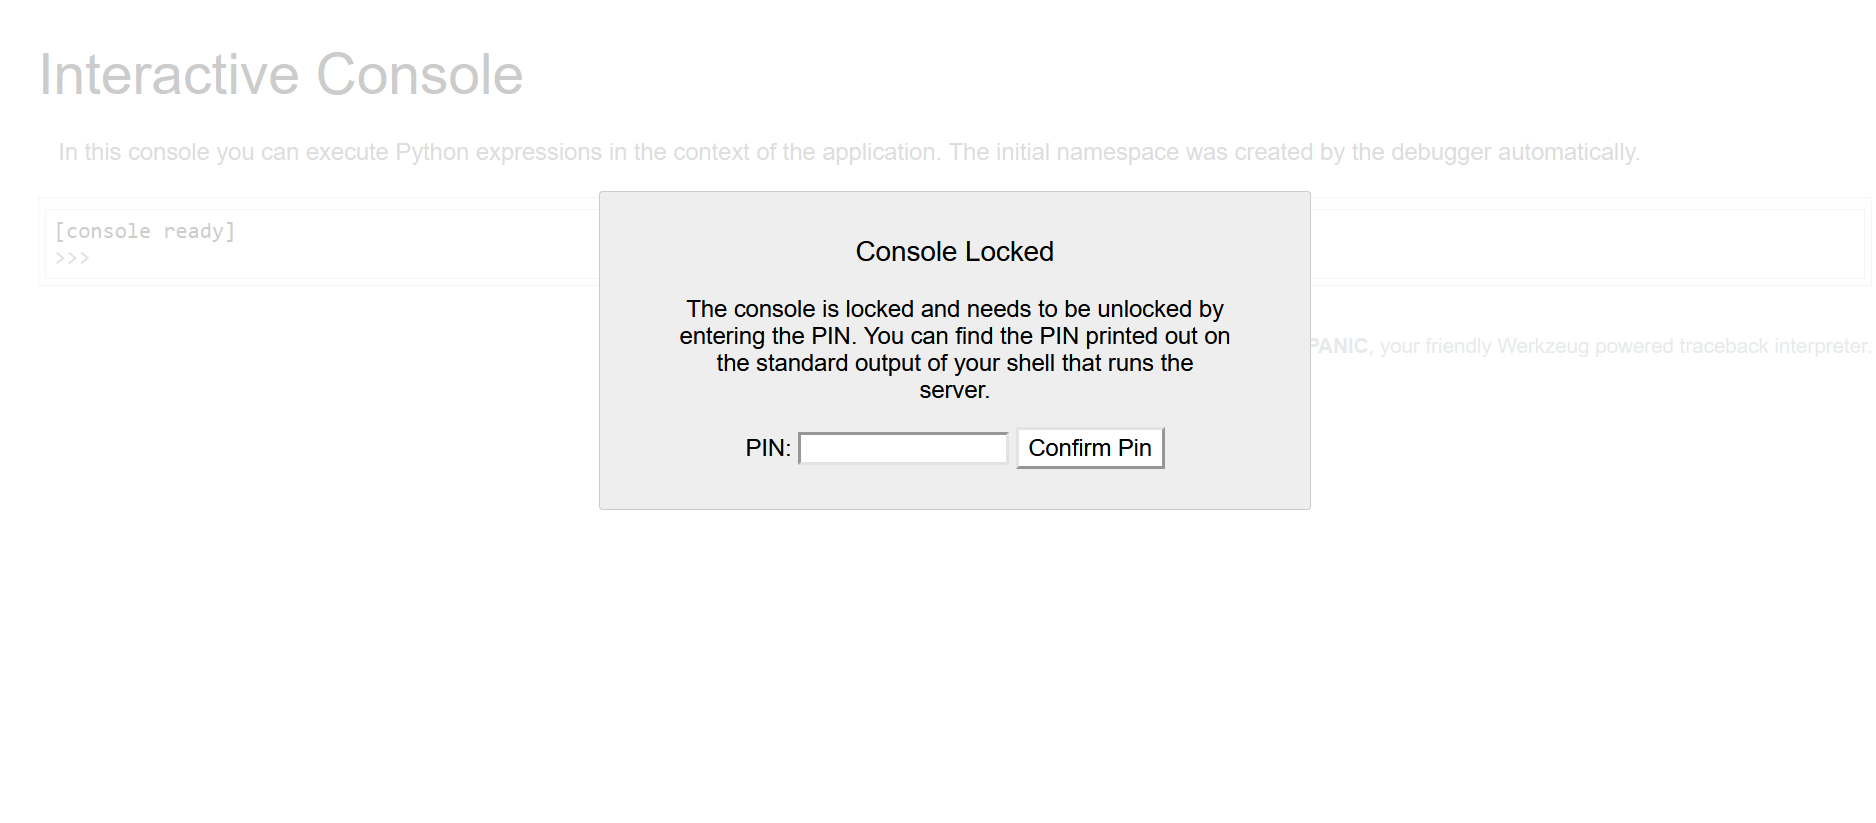 Interactive Console
In this console you can execute Python expressions in the context of the application. The initial namespace was created by the debugger automatically.
[console ready]
>>>
Console Locked
The console is locked and needs to be unlocked by
entering the PIN. You can find the PIN printed out on
the standard output of your shell that runs the
server.
PIN:
Confirm Pin
PANIC, your friendly Werkzeug powered traceback interpreter.